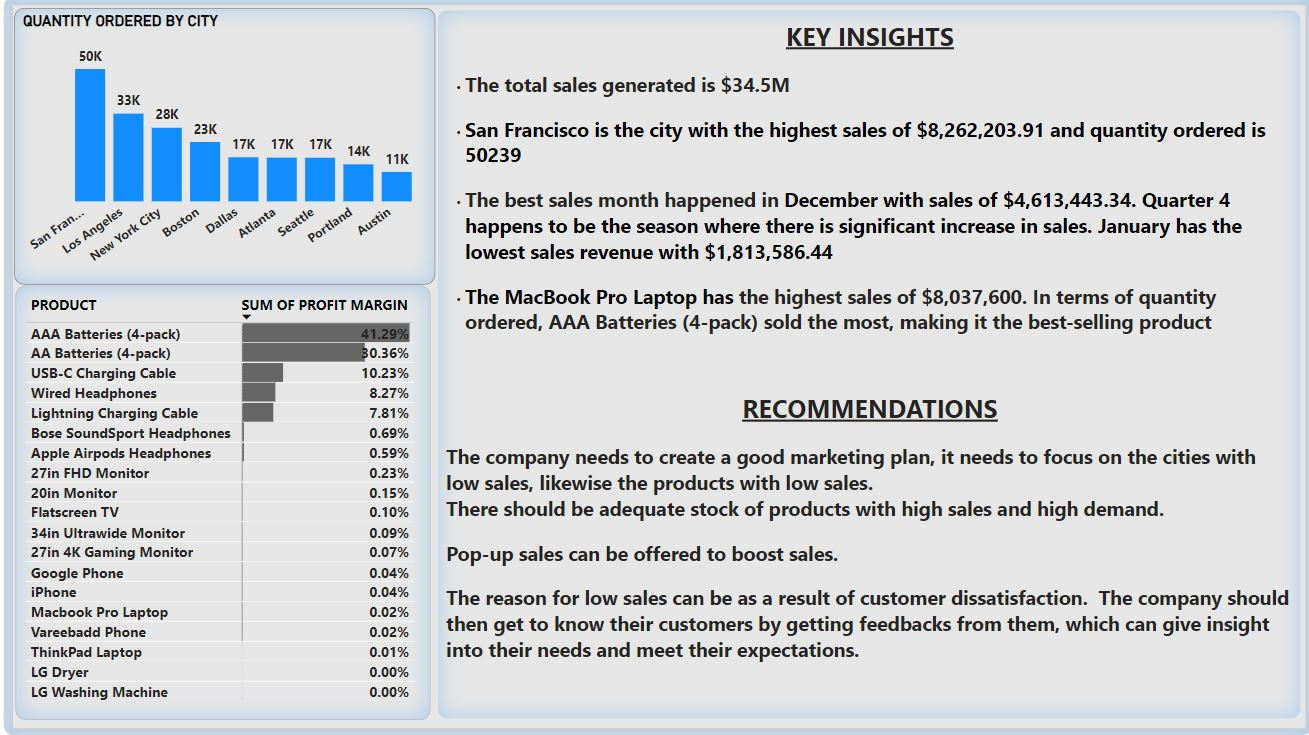 QUANTITY ORDERED BY CITY
50K
33K
28K
23K
17K
17K
17K
14K
11K
San Fran...
Los Angeles
New York City
Boston
Dallas
Atlanta
Seattle
Portland
Austin
PRODUCT SUM OF PROFIT MARGIN
AAA Batteries (4-pack) 41.29%
AA Batteries (4-pack) 30.36%
USB-C Charging Cable 10.23%
Wired Headphones 8.27%
Lightning Charging Cable 7.81%
Bose SoundSport Headphones 0.69%
Apple Airpods Headphones 0.59%
27in FHD Monitor 0.23%
20in Monitor 0.15%
Flatscreen TV 0.10%
34in Ultrawide Monitor 0.09%
27in 4K Gaming Monitor 0.07%
Google Phone 0.04%
iPhone 0.04%
Macbook Pro Laptop 0.02%
Vareebadd Phone 0.02%
ThinkPad Laptop 0.01%
LG Dryer 0.00%
LG Washing Machine 0.00%
KEY INSIGHTS
· The total sales generated is $34.5M
· San Francisco is the city with the highest sales of $8,262,203.91 and quantity ordered is
50239
· The best sales month happened in December with sales of $4,613,443.34. Quarter 4
happens to be the season where there is significant increase in sales. January has the
lowest sales revenue with $1,813,586.44
· The MacBook Pro Laptop has the highest sales of $8,037,600. In terms of quantity
ordered, AAA Batteries (4-pack) sold the most, making it the best-selling product
RECOMMENDATIONS
The company needs to create a good marketing plan, it needs to focus on the cities with
low sales, likewise the products with low sales.
There should be adequate stock of products with high sales and high demand.
Pop-up sales can be offered to boost sales.
The reason for low sales can be as a result of customer dissatisfaction.  The company should
then get to know their customers by getting feedbacks from them, which can give insight
into their needs and meet their expectations.